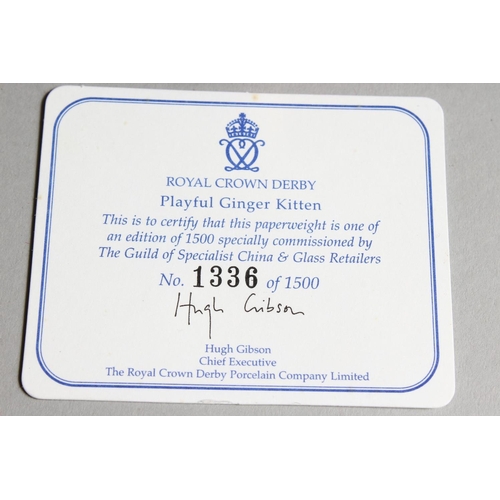 ROYAL CROWN DERBY
Playful Ginger Kitten
This is to certify that this paperweight is one of
an edition of 1500 specially commissioned by
The Guild of Specialist China & Glass Retailers
No. 1336 of 1500
Hugh Gibson
Hugh Gibson
Chief Executive
The Royal Crown Derby Porcelain Company Limited